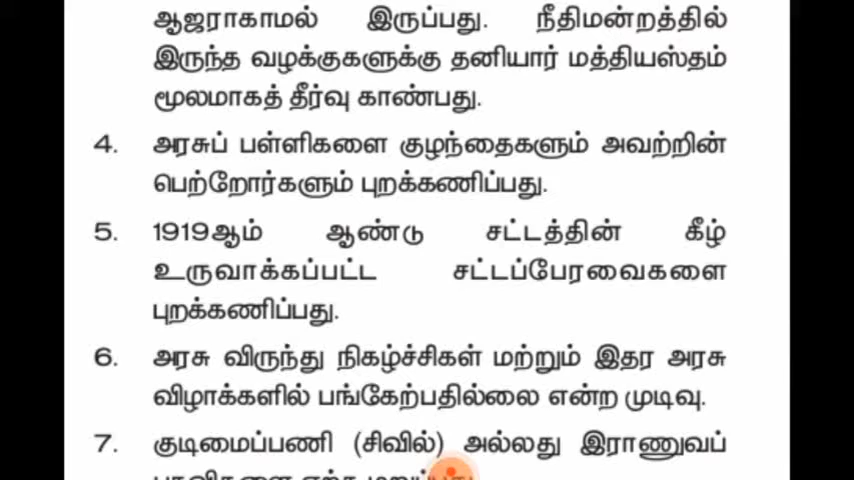 ஆஜராகாமல் இருப்பது. நீதிமன்றத்தில்
இருந்த வழக்குகளுக்கு தனியார் மத்தியஸ்தம்
மூலமாகத் தீர்வு காண்பது.
4. அரசுப் பள்ளிகளை குழந்தைகளும் அவற்றின்
பெற்றோர்களும் புறக்கணிப்பது.
5. 1919ஆம் ஆண்டு சட்டத்தின் கீழ்
உருவாக்கப்பட்ட சட்டப்பேரவைகளை
புறக்கணிப்பது.
6. அரசு விருந்து நிகழ்ச்சிகள் மற்றும் இதர அரசு
விழாக்களில் பங்கேற்பதில்லை என்ற முடிவு.
7. குடிமைப்பணி (சிவில்) அல்லது இராணுவப்